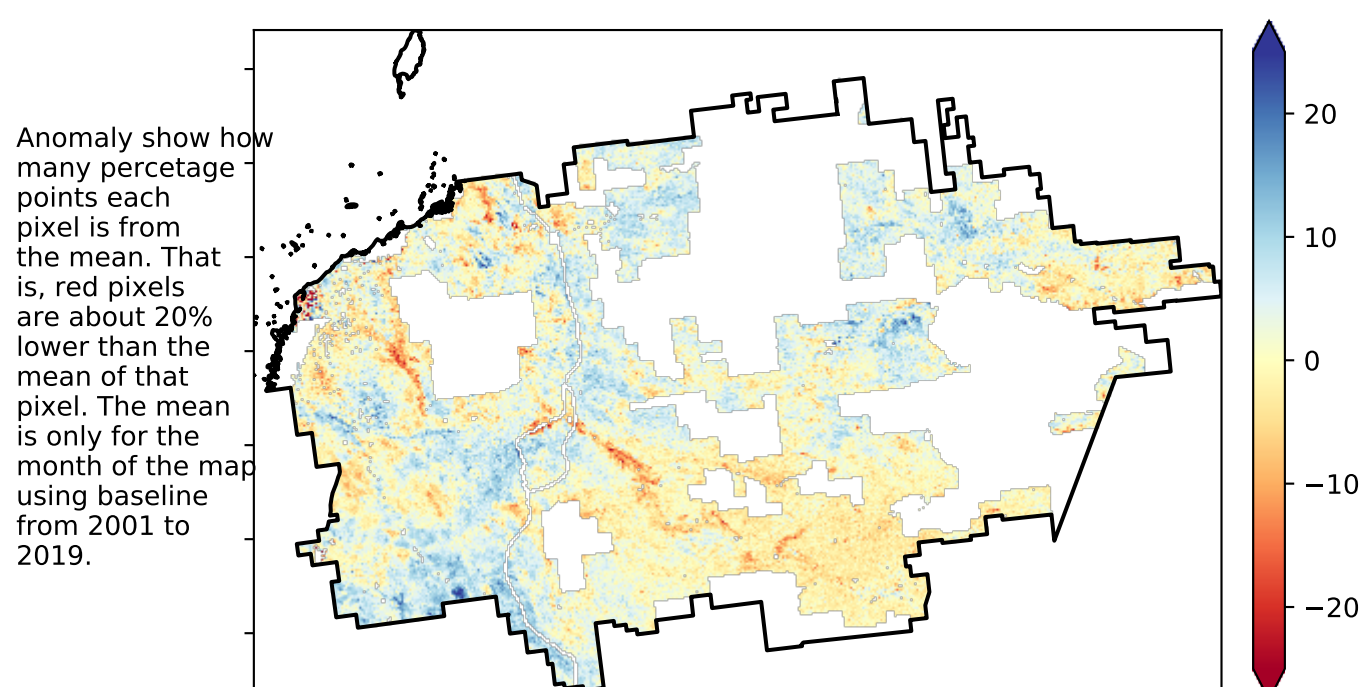 Anomaly show how
many percetage
points each
pixel is from
the mean. That
is, red pixels
are about 20%
lower than the
mean of that
pixel. The mean
is only for the
month of the map
using baseline
from 2001 to
2019.
20
10
0
−10
−20